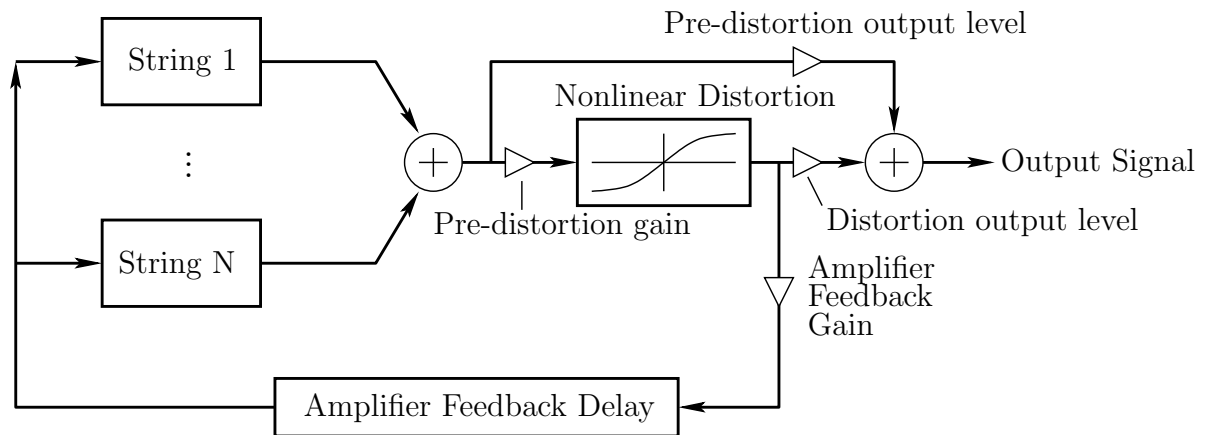 Pre-distortion output level
String 1
Nonlinear Distortion
⋮
Output Signal
Pre-distortion gain
Distortion output level
String N
Amplifier
Feedback
Gain
Amplifier Feedback Delay